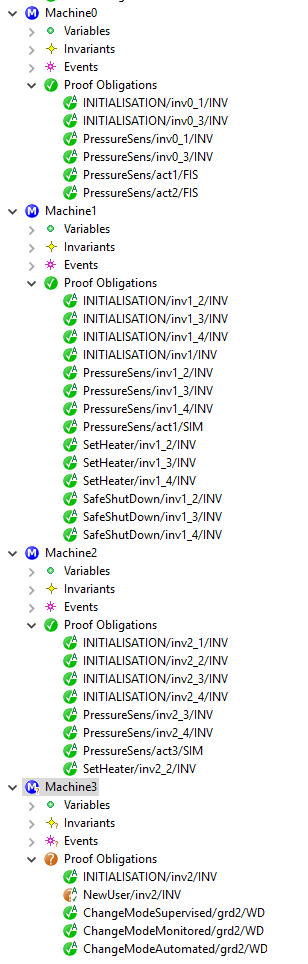 Machine0
Variables
Invariants
Events
Proof Obligations
INITIALISATION/inv0_1/INV
INITIALISATION/inv0_3/INV
PressureSens/inv0_1/INV
PressureSens/inv0_3/INV
PressureSens/act1/FIS
PressureSens/act2/FIS
Machine1
Variables
Invariants
Events
Proof Obligations
INITIALISATION/inv1_2/INV
INITIALISATION/inv1_3/INV
INITIALISATION/inv1_4/INV
INITIALISATION/inv1/INV
PressureSens/inv1_2/INV
PressureSens/inv1_3/INV
PressureSens/inv1_4/INV
PressureSens/act1/SIM
SetHeater/inv1_2/INV
SetHeater/inv1_3/INV
SetHeater/inv1_4/INV
SafeShutDown/inv1_2/INV
SafeShutDown/inv1_3/INV
SafeShutDown/inv1_4/INV
Machine2
Variables
Invariants
Events
Proof Obligations
INITIALISATION/inv2_1/INV
INITIALISATION/inv2_2/INV
INITIALISATION/inv2_3/INV
INITIALISATION/inv2_4/INV
PressureSens/inv2_3/INV
PressureSens/inv2_4/INV
PressureSens/act3/SIM
SetHeater/inv2_2/INV
Machine3
Variables
Invariants
Events
Proof Obligations
INITIALISATION/inv2/INV
NewUser/inv2/INV
ChangeModeSupervised/grd2/WD
ChangeModeMonitored/grd2/WD
ChangeModeAutomated/grd2/WD